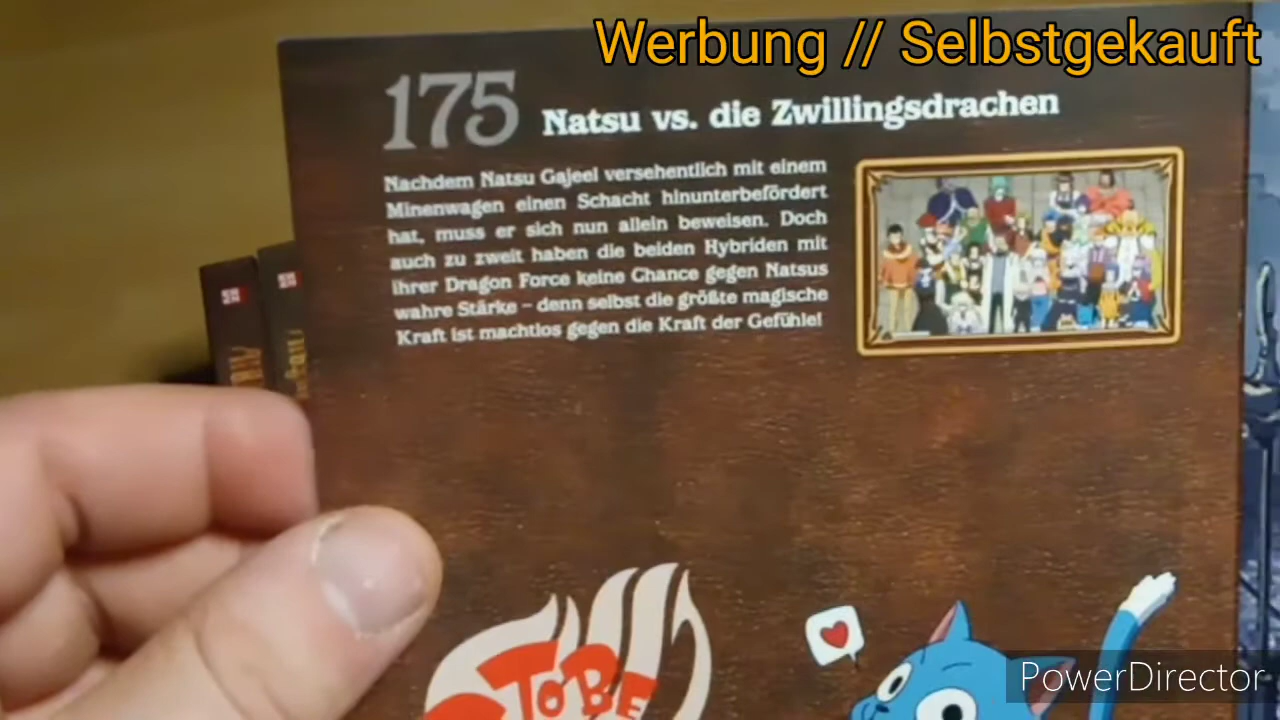 Werbung // Selbstgekauft
175 Natsu vs. die Zwillingsdrachen
Nachdem Natsu Gajeel versehentlich mit einem
Minenwagen einen Schacht hinunterbefördert
hat, muss er sich nun allein beweisen. Doch
auch zu zweit haben die beiden Hybriden mit
ihrer Dragon Force keine Chance gegen Natsus
wahre Stärke – denn selbst die größte magische
Kraft ist machtlos gegen die Kraft der Gefühle!
TO BE
PowerDirector